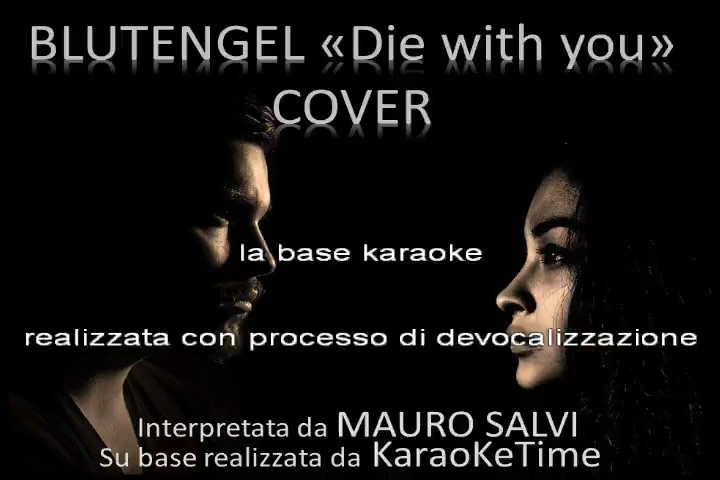 BLUTENGEL «Die with you»
COVER
la base karaoke
realizzata con processo di devocalizzazione
Interpretata da MAURO SALVI
Su base realizzata da KaraoKeTime